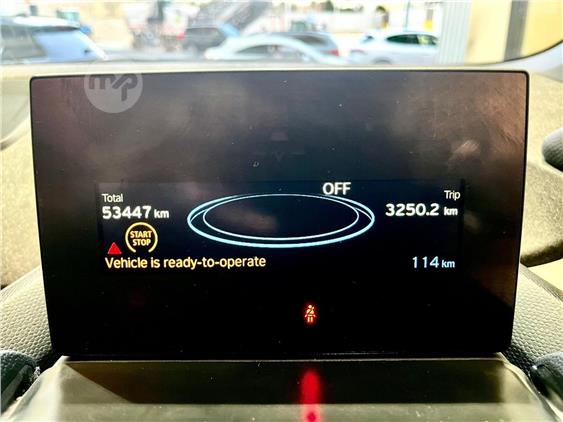 OFF
Total
53447 km
Trip
3250.2 km
START
STOP
Vehicle is ready-to-operate
114 km